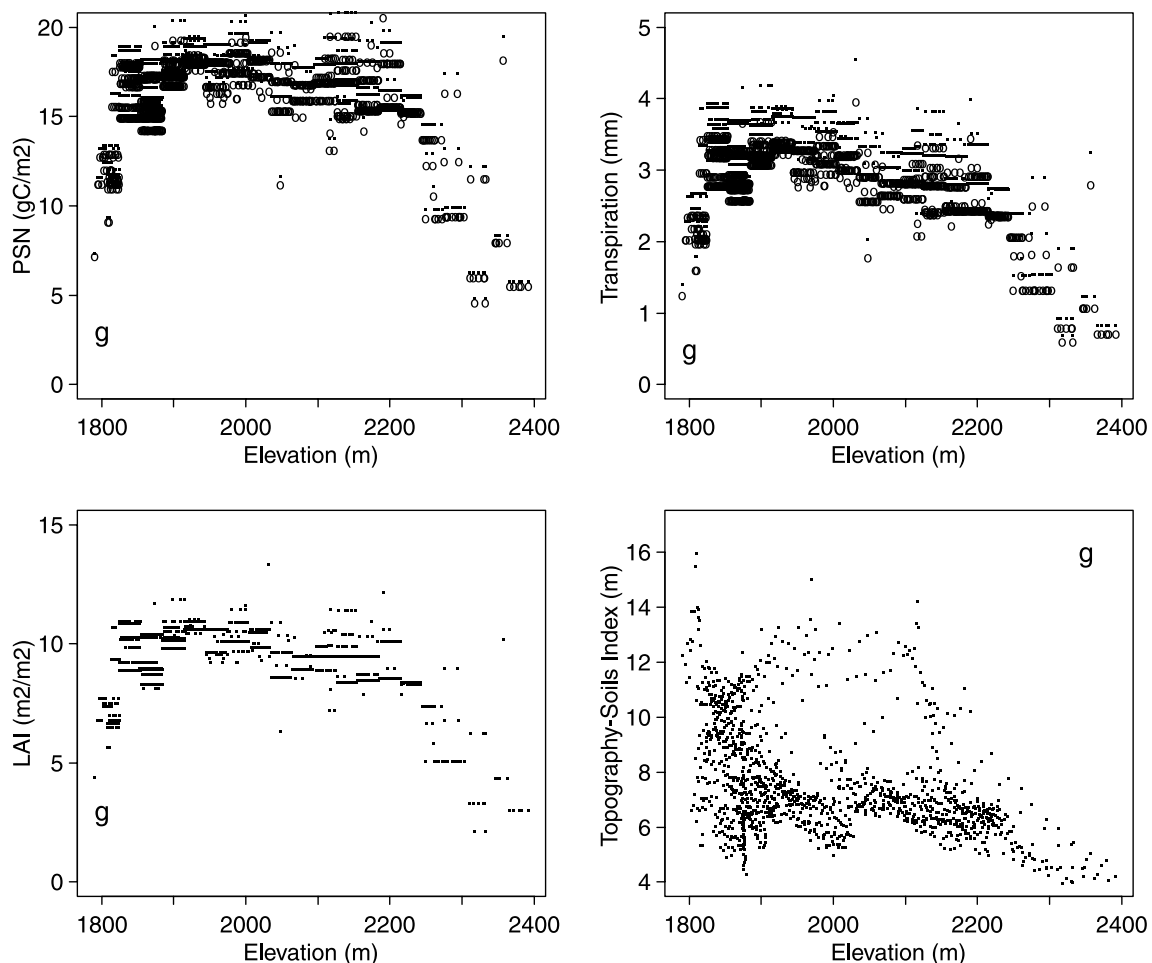 20
15
10
5
0
PSN (gC/m2)
g
1800 2000 2200 2400
Elevation (m)
5
4
3
2
1
0
Transpiration (mm)
g
1800 2000 2200 2400
Elevation (m)
15
10
5
0
LAI (m2/m2)
g
1800 2000 2200 2400
Elevation (m)
16
14
12
10
8
6
4
Topography-Soils Index (m)
g
1800 2000 2200 2400
Elevation (m)